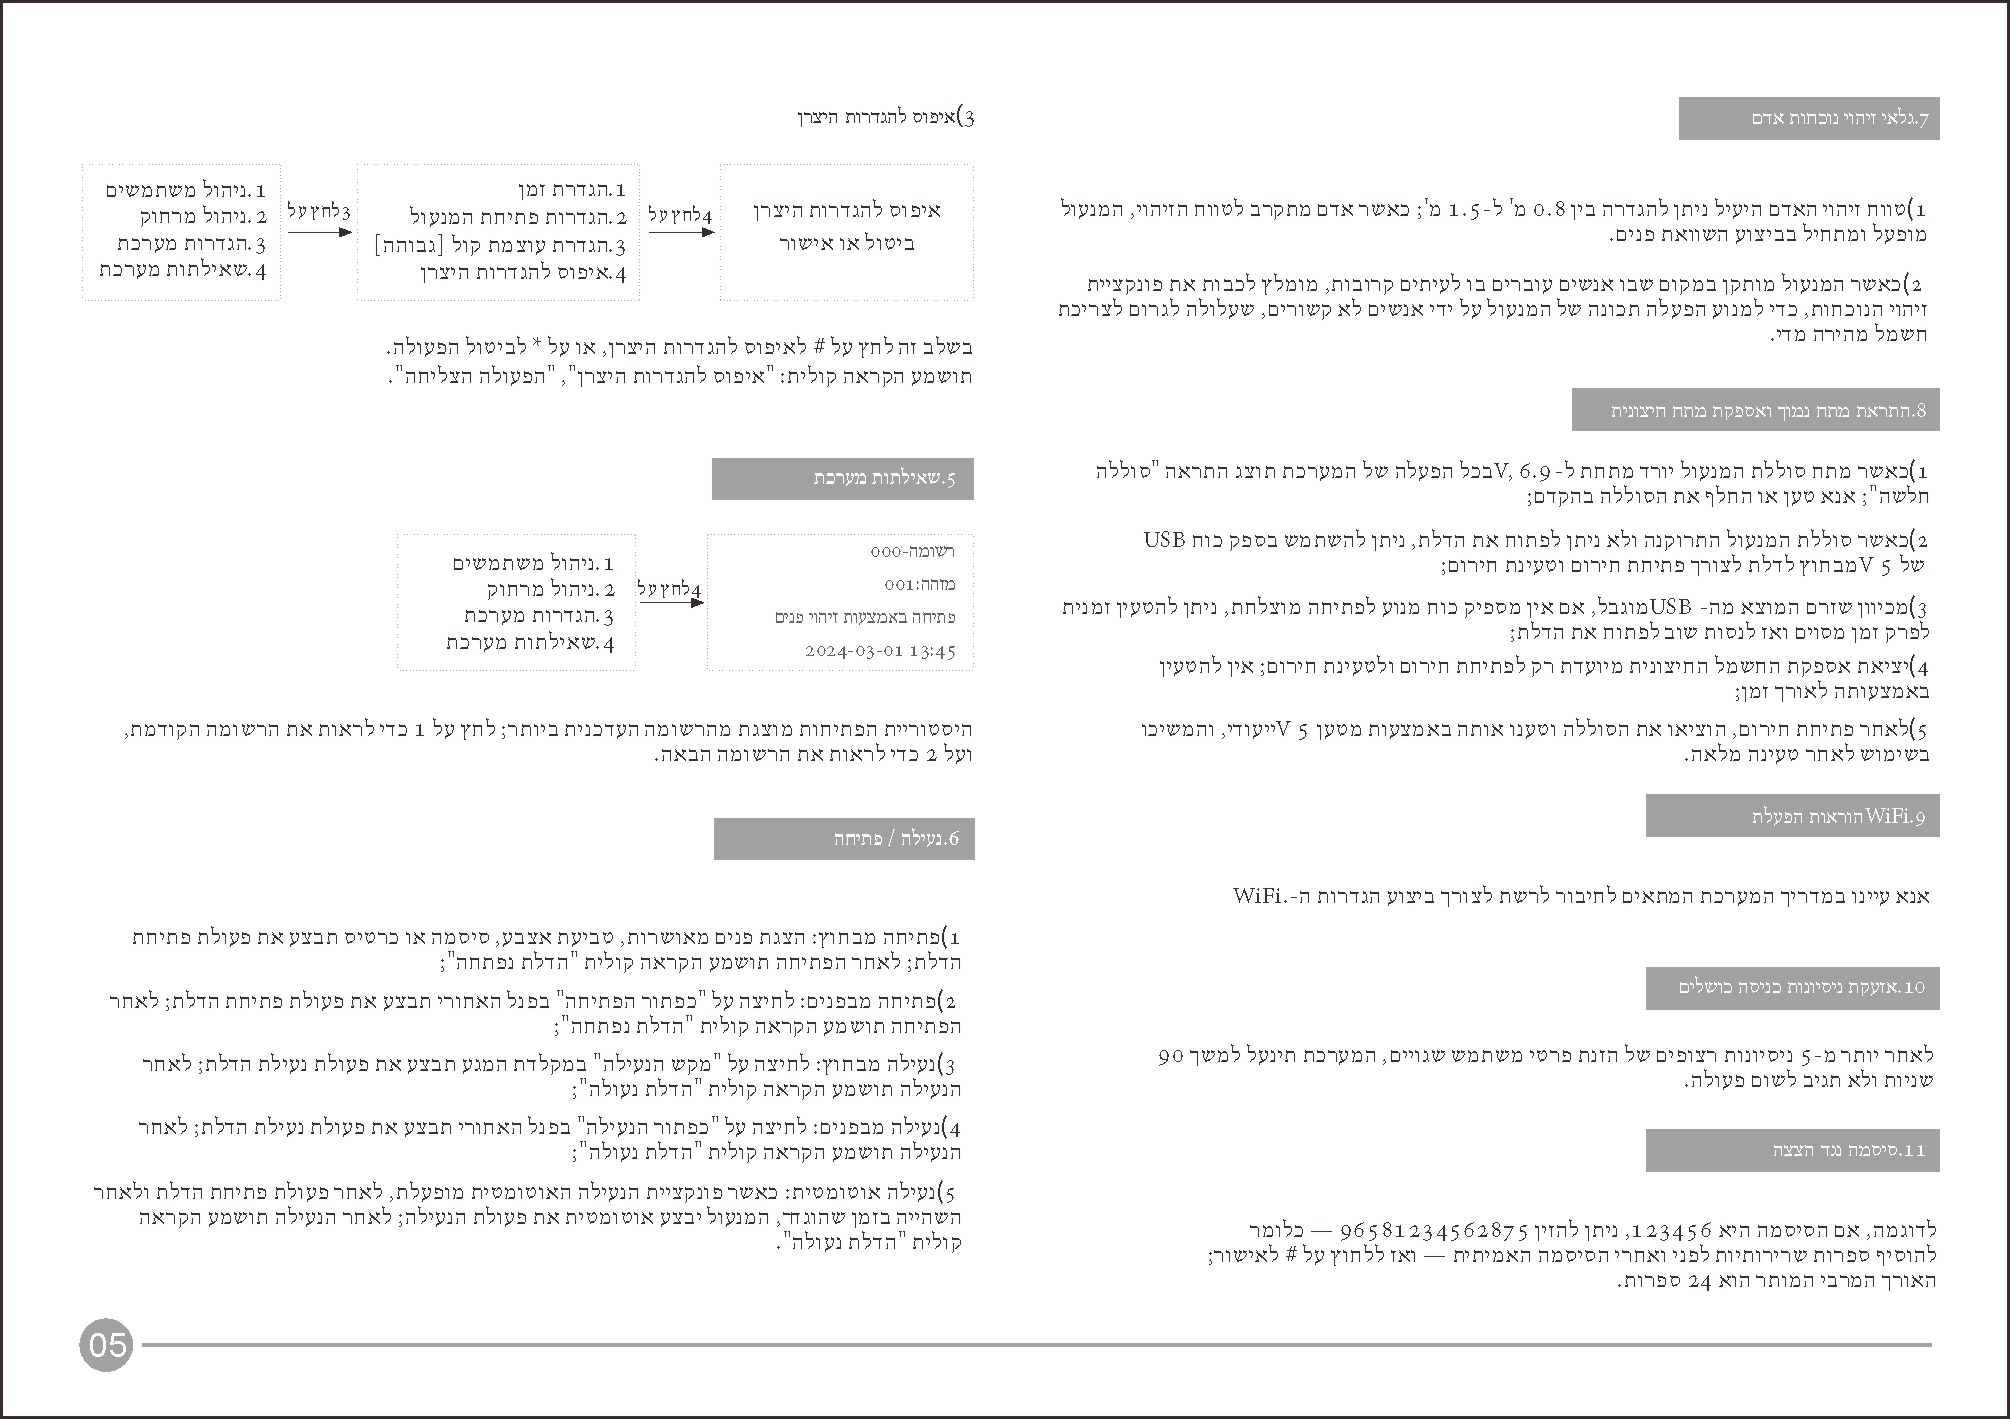 3)איפוס להגדרות היצרן
1.ניהול משתמשים
2.ניהול מרחוק
3.הגדרות מערכת
4.שאילתות מערכת
לחץ על3
1.הגדרת זמן
2.הגדרות פתיחת המנעול
3.הגדרת עוצמת קול [גבוהה]
4.איפוס להגדרות היצרן
לחץ על4
איפוס להגדרות היצרן
ביטול או אישור
בשלב זה לחץ על # לאיפוס להגדרות היצרן, או על * לביטול הפעולה.
תושמע הקראה קולית: "איפוס להגדרות היצרן", "הפעולה הצליחה".
5.שאילתות מערכת
1.ניהול משתמשים
2.ניהול מרחוק
3.הגדרות מערכת
4.שאילתות מערכת
לחץ על4
רשומה-000
מזהה:001
פתיחה באמצעות זיהוי פנים
2024-03-01 13:45
היסטוריית הפתיחות מוצגת מהרשומה העדכנית ביותר; לחץ על 1 כדי לראות את הרשומה הקודמת,
ועל 2 כדי לראות את הרשומה הבאה.
6.נעילה / פתיחה
1)פתיחה מבחוץ: הצגת פנים מאושרות, טביעת אצבע, סיסמה או כרטיס תבצע את פעולת פתיחת
הדלת; לאחר הפתיחה תושמע הקראה קולית "הדלת נפתחה";
2)פתיחה מבפנים: לחיצה על "כפתור הפתיחה" בפנל האחורי תבצע את פעולת פתיחת הדלת; לאחר
הפתיחה תושמע הקראה קולית "הדלת נפתחה";
3)נעילה מבחוץ: לחיצה על "מקש הנעילה" במקלדת המגע תבצע את פעולת נעילת הדלת; לאחר
הנעילה תושמע הקראה קולית "הדלת נעולה";
4)נעילה מבפנים: לחיצה על "כפתור הנעילה" בפנל האחורי תבצע את פעולת נעילת הדלת; לאחר
הנעילה תושמע הקראה קולית "הדלת נעולה";
5)נעילה אוטומטית: כאשר פונקציית הנעילה האוטומטית מופעלת, לאחר פעולת פתיחת הדלת ולאחר
השהייה בזמן שהוגדר, המנעול יבצע אוטומטית את פעולת הנעילה; לאחר הנעילה תושמע הקראה
קולית "הדלת נעולה".
7.גלאי זיהוי נוכחות אדם
1)טווח זיהוי האדם היעיל ניתן להגדרה בין 0.8 מ' ל-1.5 מ'; כאשר אדם מתקרב לטווח הזיהוי, המנעול
מופעל ומתחיל בביצוע השוואת פנים.
2)כאשר המנעול מותקן במקום שבו אנשים עוברים בו לעיתים קרובות, מומלץ לכבות את פונקציית
זיהוי הנוכחות, כדי למנוע הפעלה תכונה של המנעול על ידי אנשים לא קשורים, שעלולה לגרום לצריכת
חשמל מהירה מדי.
8.התראת מתח נמוך ואספקת מתח חיצונית
1)כאשר מתח סוללת המנעול יורד מתחת ל- 6.9 ,Vבכל הפעלה של המערכת תוצג התראה "סוללה
חלשה"; אנא טען או החלף את הסוללה בהקדם;
2)כאשר סוללת המנעול התרוקנה ולא ניתן לפתוח את הדלת, ניתן להשתמש בספק כוח USB
של 5 Vמבחוץ לדלת לצורך פתיחת חירום וטעינת חירום;
3)מכיוון שזרם המוצא מה- USBמוגבל, אם אין מספיק כוח מנוע לפתיחה מוצלחת, ניתן להטעין זמנית
לפרק זמן מסוים ואז לנסות שוב לפתוח את הדלת;
4)יציאת אספקת החשמל החיצונית מיועדת רק לפתיחת חירום ולטעינת חירום; אין להטעין
באמצעותה לאורך זמן;
5)לאחר פתיחת חירום, הוציאו את הסוללה וטענו אותה באמצעות מטען 5 Vייעודי, והמשיכו
בשימוש לאחר טעינה מלאה.
9.WiFiהוראות הפעלת
אנא עיינו במדריך המערכת המתאים לחיבור לרשת לצורך ביצוע הגדרות ה-.WiFi
10.אזעקת ניסיונות כניסה כושלים
לאחר יותר מ-5 ניסיונות רצופים של הזנת פרטי משתמש שגויים, המערכת תינעל למשך 90
שניות ולא תגיב לשום פעולה.
11.סיסמה נגד הצצה
לדוגמה, אם הסיסמה היא 123456, ניתן להזין 96581234562875 — כלומר
להוסיף ספרות שרירותיות לפני ואחרי הסיסמה האמיתית — ואז ללחוץ על # לאישור;
האורך המרבי המותר הוא 24 ספרות.
05